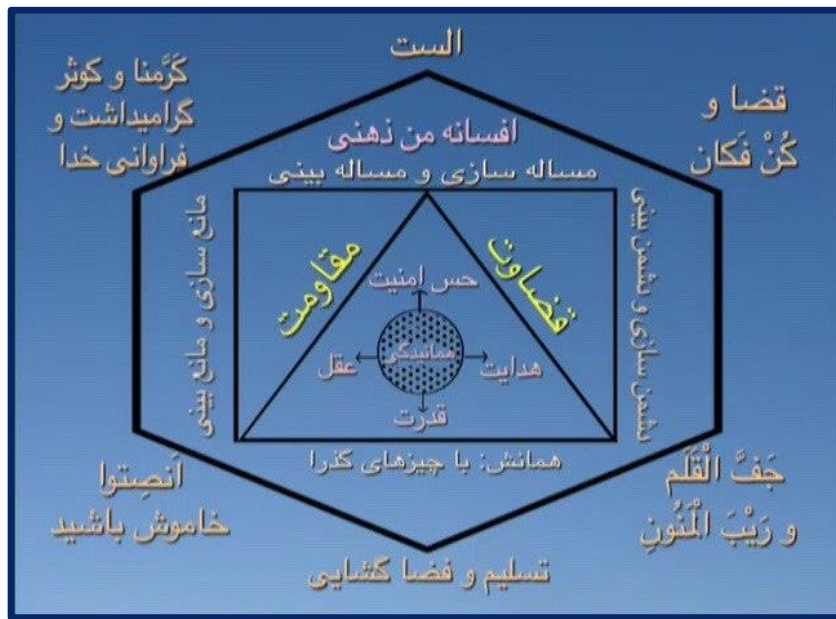 الست
کَرَّمنا و کوثر
گرامیداشت و
فراوانی خدا
قضا و
کُنْ فَکان
افسانه من ذهنی
مساله سازی و مساله بینی
مانع سازی و مانع بینی
دشمن سازی و دشمن بینی
مقاومت
قضاوت
حس امنیت
همانیدگی
عقل
هدایت
قدرت
همانش: با چیزهای گذرا
اَنصِتوا
خاموش باشید
جَفَّ الْقَلَم
و رَیْبَ الْمَنُونِ
تسلیم و فضا گشایی